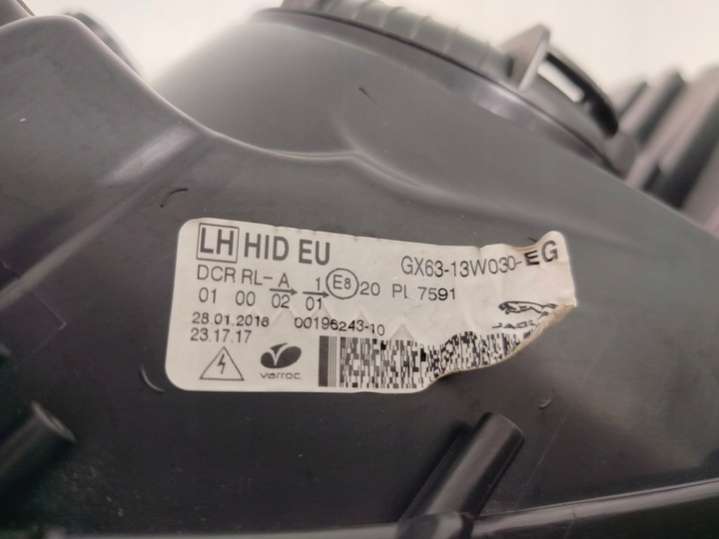 LH HID EU GX63-13W030-EG
DCR RL- A 1 E8 20 PL 7591
01 00 02 01
28.01.2018 00196243-10
23.17.17
varroc